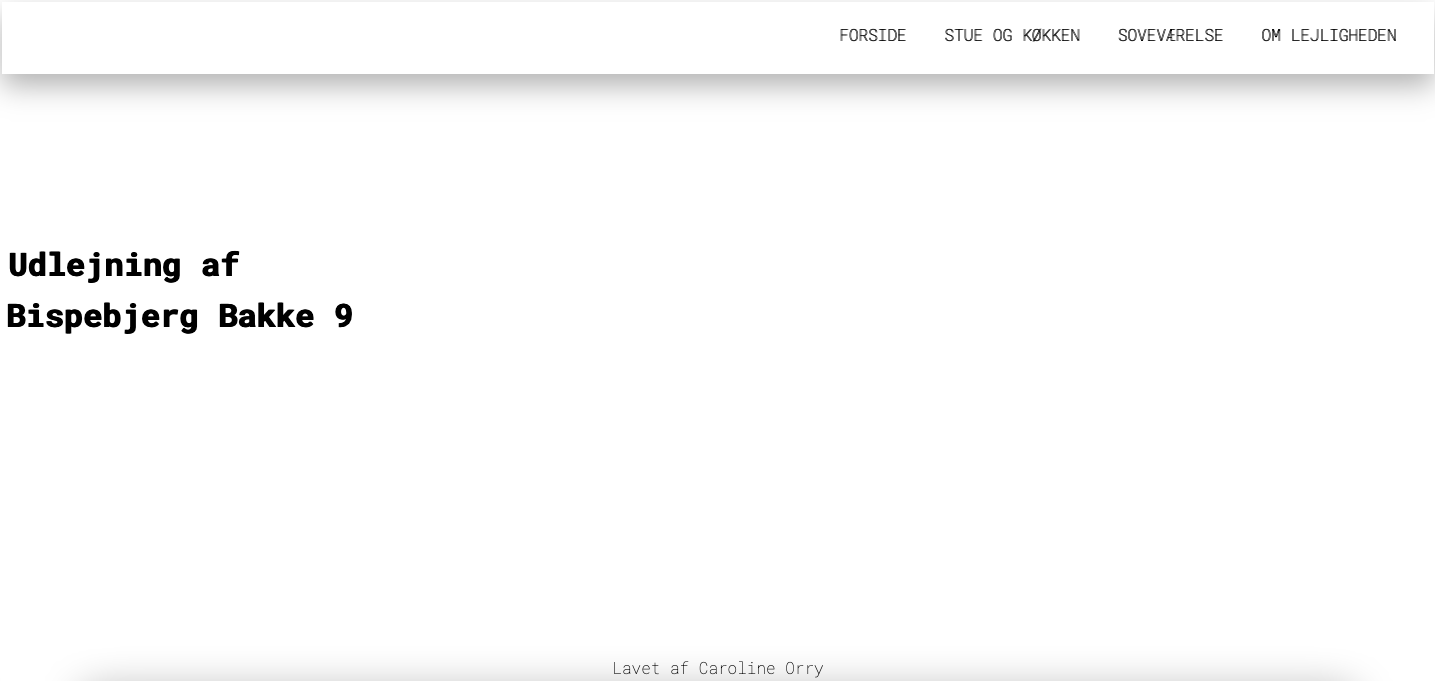 FORSIDE STUE OG KØKKEN SOVEVÆRELSE OM LEJLIGHEDEN
Udlejning af
Bispebjerg Bakke 9
Lavet af Caroline Orry